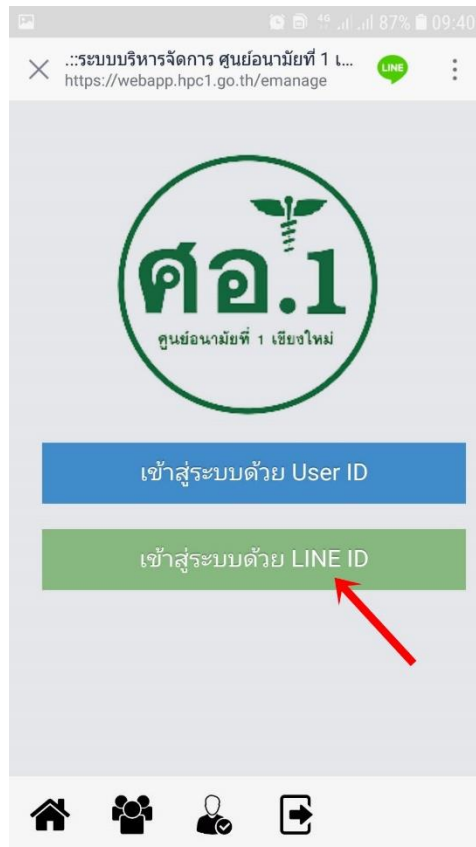 4G 87% 09:40
.::ระบบบริหารจัดการ ศูนย์อนามัยที่ 1 เ...
https://webapp.hpc1.go.th/emanage
LINE
ศอ.1
ศูนย์อนามัยที่ 1 เชียงใหม่
เข้าสู่ระบบด้วย User ID
เข้าสู่ระบบด้วย LINE ID